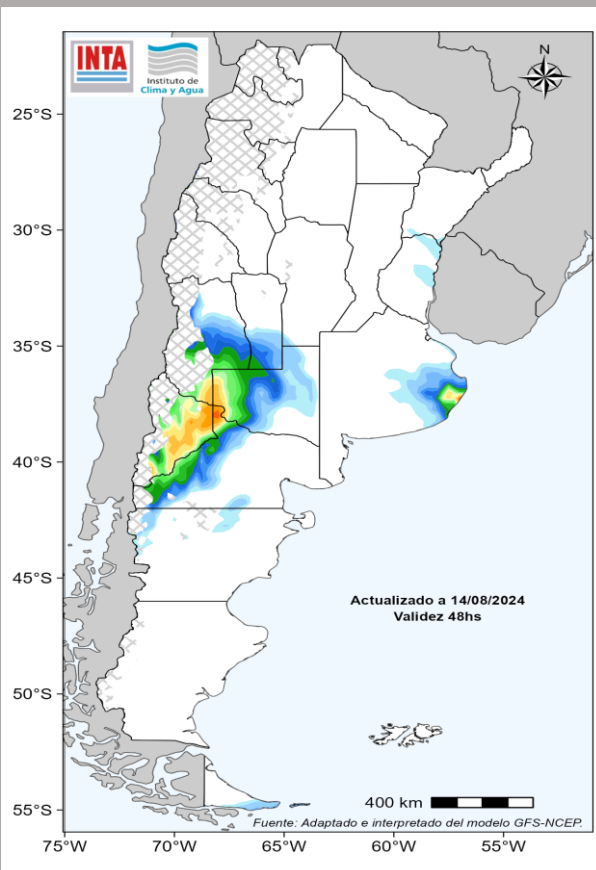 INTA
Instituto de
Clima y Agua
N
25°S
30°S
35°S
40°S
45°S
50°S
55°S
Actualizado a 14/08/2024
Validez 48hs
400 km
Fuente: Adaptado e interpretado del modelo GFS-NCEP.
75°W 70°W 65°W 60°W 55°W